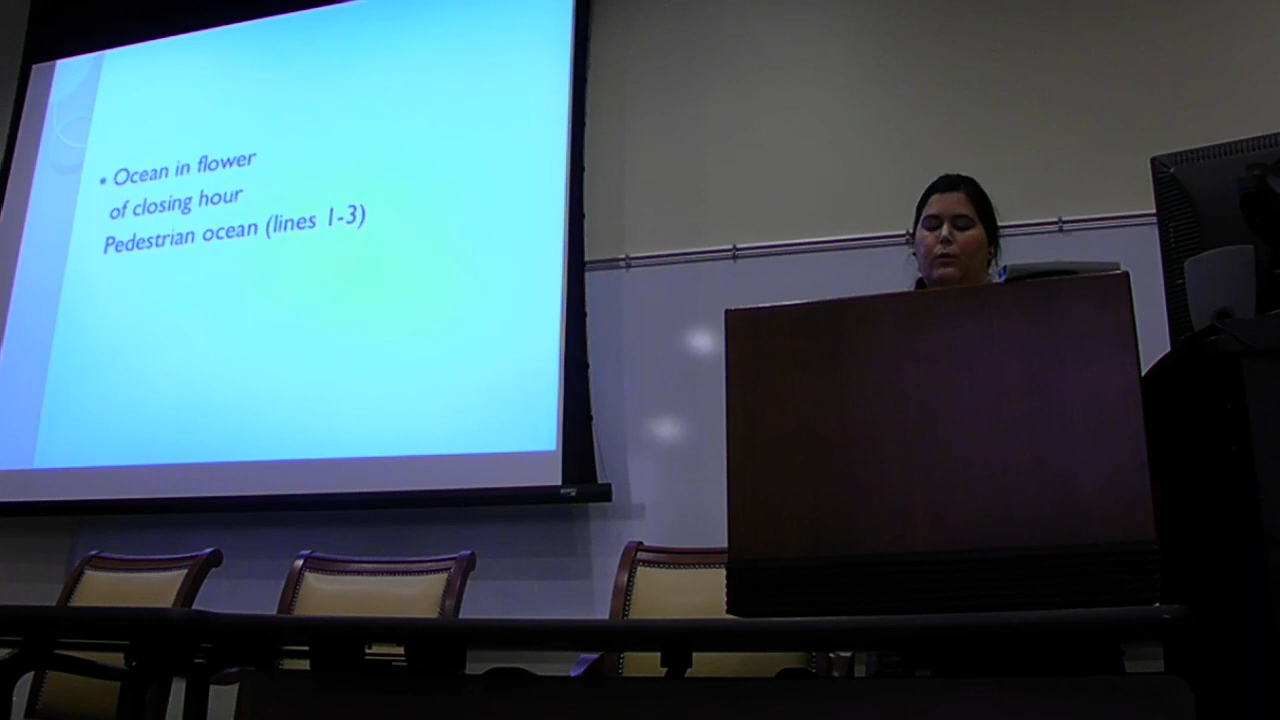 • Ocean in flower
of closing hour
Pedestrian ocean (lines 1-3)